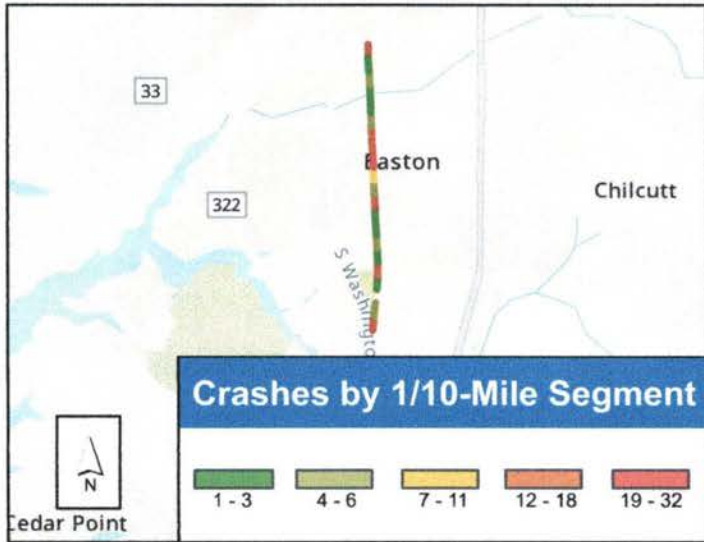 33
Easton
Chilcutt
322
S Washingto
Crashes by 1/10-Mile Segment
1 - 3
4 - 6
7 - 11
12 - 18
19 - 32
N
Cedar Point